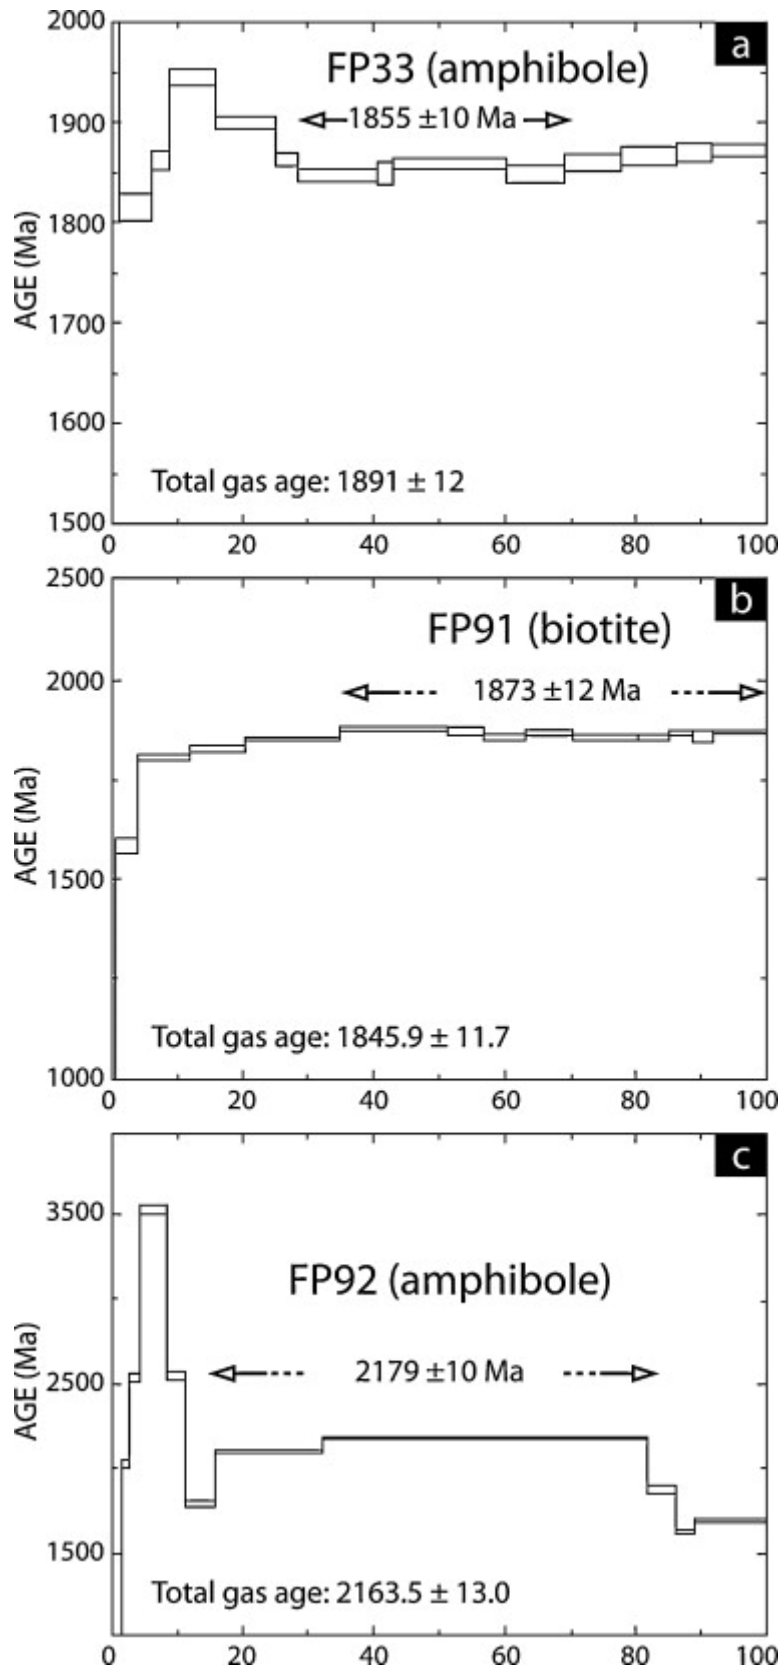 2000
a
FP33 (amphibole)
1900
1855 ±10 Ma
1800
AGE (Ma)
1700
1600
Total gas age: 1891 ± 12
1500
0 20 40 60 80 100
2500
b
FP91 (biotite)
2000
1873 ±12 Ma
AGE (Ma)
1500
Total gas age: 1845.9 ± 11.7
1000
0 20 40 60 80 100
c
3500
FP92 (amphibole)
AGE (Ma)
2179 ±10 Ma
2500
1500
Total gas age: 2163.5 ± 13.0
0 20 40 60 80 100